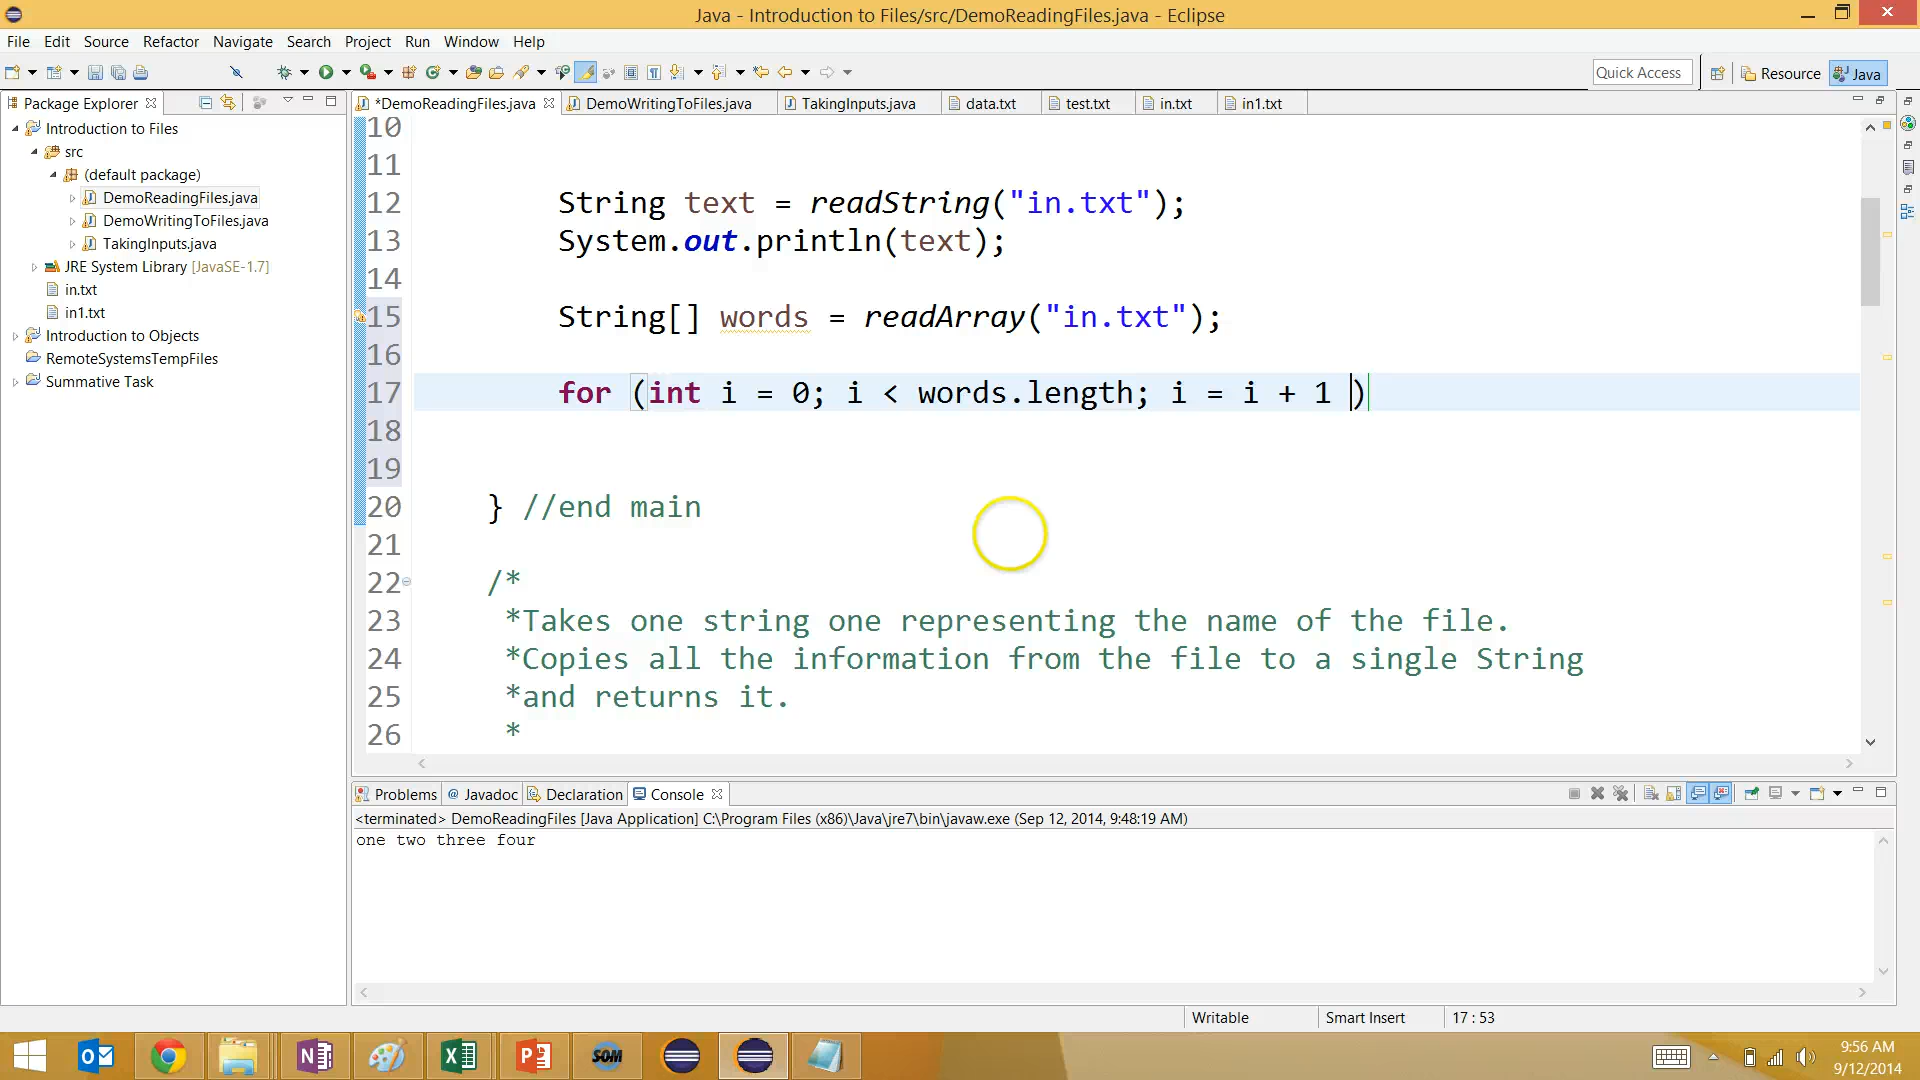 Java - Introduction to Files/src/DemoReadingFiles.java - Eclipse
File Edit Source Refactor Navigate Search Project Run Window Help
Quick Access Resource Java
Package Explorer
*DemoReadingFiles.java DemoWritingToFiles.java TakingInputs.java data.txt test.txt in.txt in1.txt
Introduction to Files
src
(default package)
DemoReadingFiles.java
DemoWritingToFiles.java
TakingInputs.java
JRE System Library [JavaSE-1.7]
in.txt
in1.txt
Introduction to Objects
RemoteSystemsTempFiles
Summative Task
10
11
12 String text = readString("in.txt");
13 System.out.println(text);
14
15 String[] words = readArray("in.txt");
16
17 for (int i = 0; i < words.length; i = i + 1 )
18
19
20 } //end main
21
22 /*
23 *Takes one string one representing the name of the file.
24 *Copies all the information from the file to a single String
25 *and returns it.
26 *
Problems @ Javadoc Declaration Console
<terminated> DemoReadingFiles [Java Application] C:\Program Files (x86)\Java\jre7\bin\javaw.exe (Sep 12, 2014, 9:48:19 AM)
one two three four
Writable Smart Insert 17 : 53
SOM
9:56 AM
9/12/2014